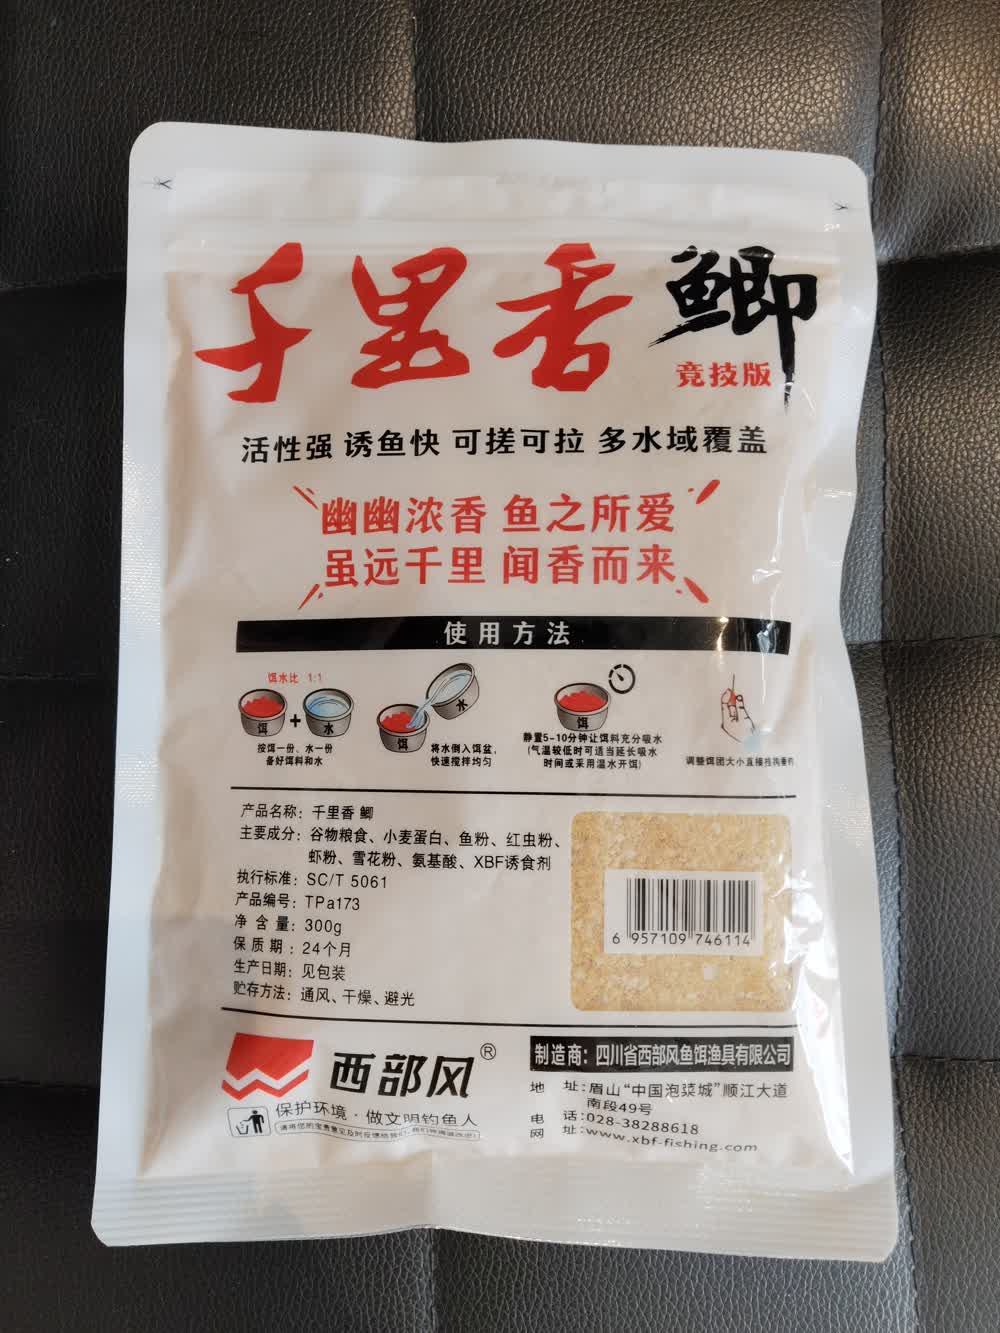 千里香 鲫
竞技版
活性强 诱鱼快 可搓可拉 多水域覆盖
幽幽浓香 鱼之所爱
虽远千里 闻香而来
使用方法
饵水比 1:1
饵 + 水
按饵一份、水一份
备好饵料和水
饵 水
将水倒入饵盆,
快速搅拌均匀
饵
静置5-10分钟让饵料充分吸水
(气温较低时可适当延长吸水
时间或采用温水开饵)
调整饵团大小直接挂钩垂钓
产品名称: 千里香 鲫
主要成分: 谷物粮食、小麦蛋白、鱼粉、红虫粉、
虾粉、雪花粉、氨基酸、XBF诱食剂
执行标准: SC/T 5061
产品编号: TPa173
净 含 量: 300g
保 质 期: 24个月
生产日期: 见包装
贮存方法: 通风、干燥、避光
6 957109 746114
西部风®
保护环境·做文明钓鱼人
制造商: 四川省西部风鱼饵渔具有限公司
地 址: 眉山“中国泡菜城”顺江大道
南段49号
电 话: 028-38288618
网 址: www.xbf-fishing.com